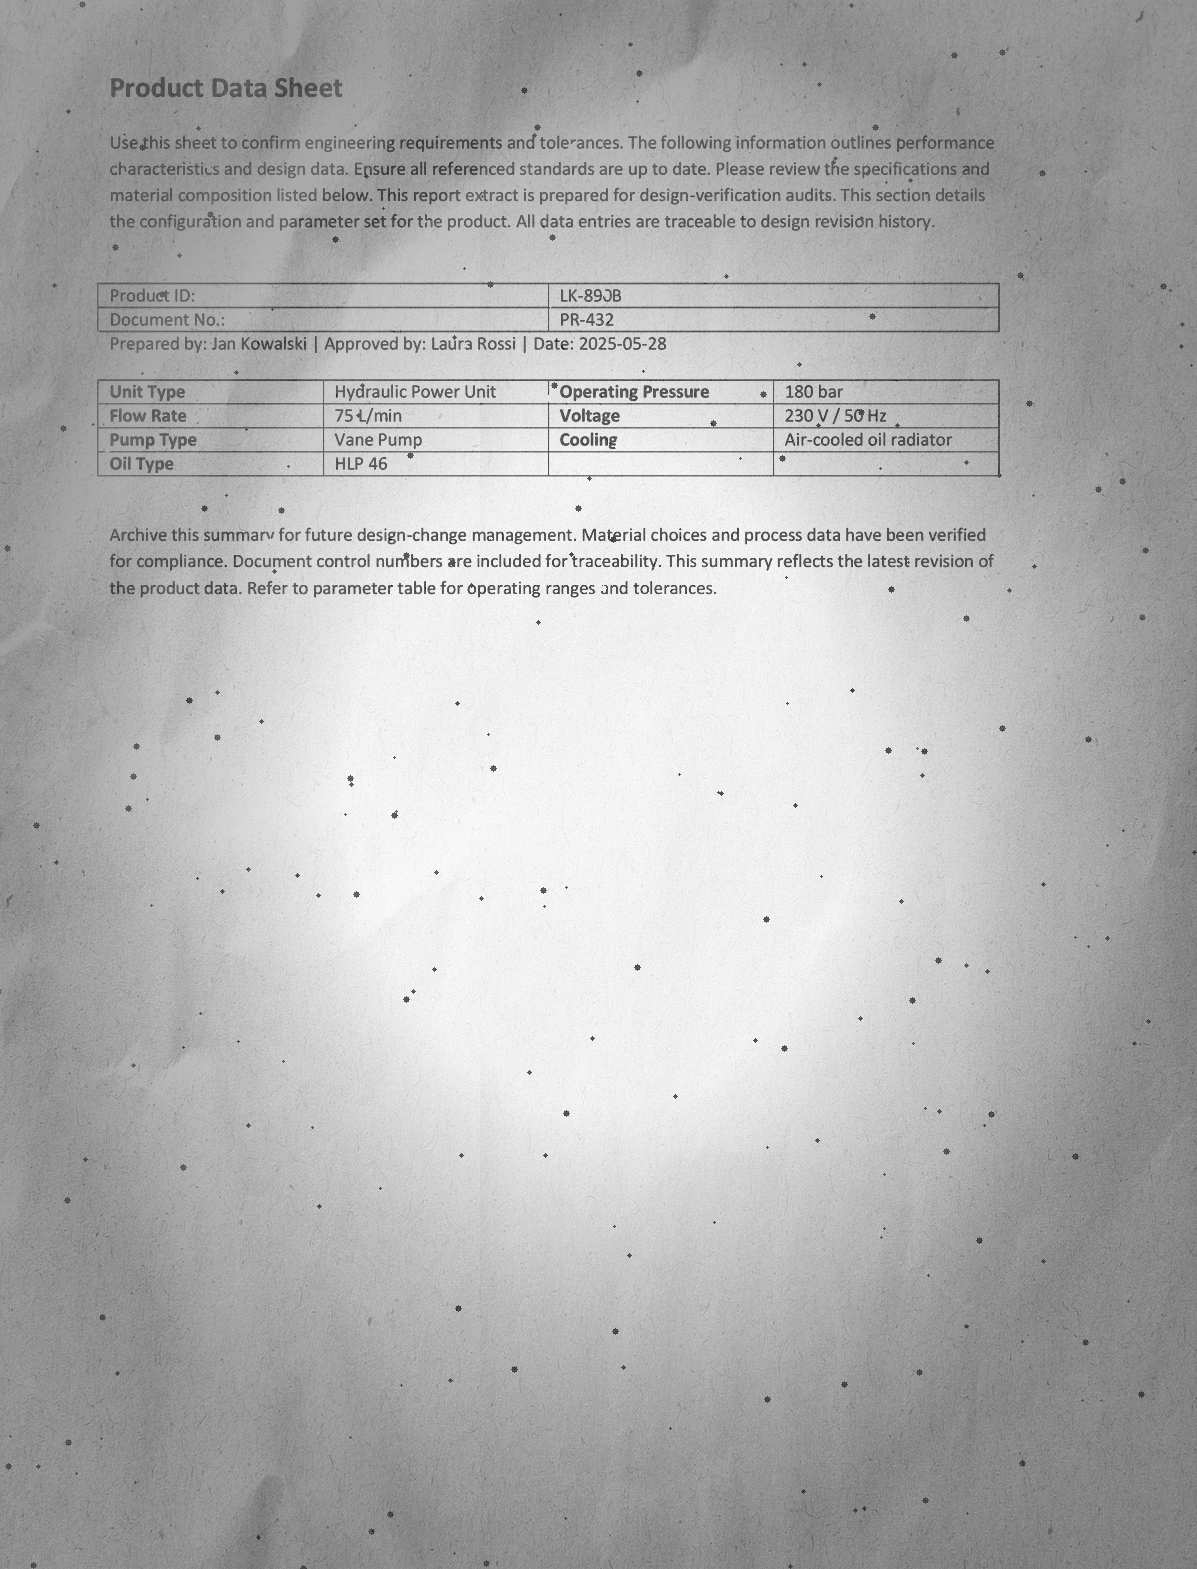 Product Data Sheet
Use this sheet to confirm engineering requirements and tolerances. The following information outlines performance
characteristics and design data. Ensure all referenced standards are up to date. Please review the specifications and
material composition listed below. This report extract is prepared for design-verification audits. This section details
the configuration and parameter set for the product. All data entries are traceable to design revision history.
Product ID: LK-890B
Document No.: PR-432
Prepared by: Jan Kowalski | Approved by: Laura Rossi | Date: 2025-05-28
Unit Type Hydraulic Power Unit Operating Pressure 180 bar
Flow Rate 75 L/min Voltage 230 V / 50 Hz
Pump Type Vane Pump Cooling Air-cooled oil radiator
Oil Type HLP 46
Archive this summary for future design-change management. Material choices and process data have been verified
for compliance. Document control numbers are included for traceability. This summary reflects the latest revision of
the product data. Refer to parameter table for operating ranges and tolerances.